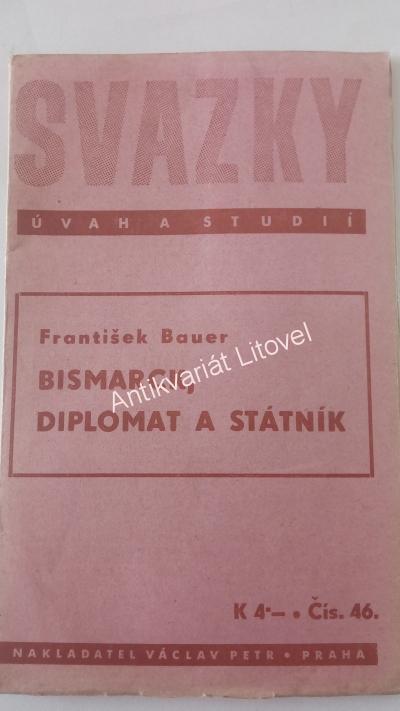 SVAZKY
ÚVAH A STUDIÍ
František Bauer
BISMARCK,
DIPLOMAT A STÁTNÍK
Antikvariát Litovel
K 4·— • Čís. 46.
NAKLADATEL VÁCLAV PETR • PRAHA